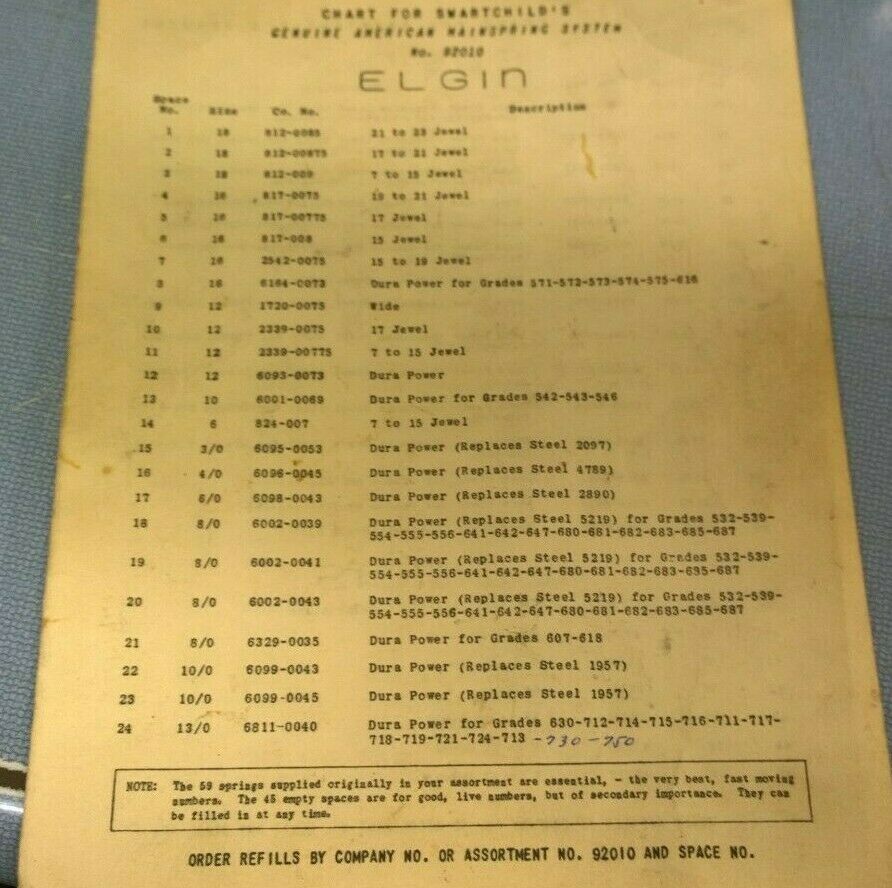 CHART FOR SWARTCHILD'S
GENUINE AMERICAN MAINSPRING SYSTEM
No. 92010
ELGIN
Space No. Size Co. No. Description
1 18 812-0085 21 to 23 Jewel
2 18 812-00875 17 to 21 Jewel
3 18 812-009 7 to 15 Jewel
4 16 817-0075 19 to 21 Jewel
5 16 817-00775 17 Jewel
6 16 817-008 15 Jewel
7 16 2542-0075 15 to 19 Jewel
8 16 6164-0073 Dura Power for Grades 571-572-573-574-575-616
9 12 1720-0075 Wide
10 12 2339-0075 17 Jewel
11 12 2339-00775 7 to 15 Jewel
12 12 6093-0073 Dura Power
13 10 6001-0069 Dura Power for Grades 542-543-546
14 6 824-007 7 to 15 Jewel
15 3/0 6095-0053 Dura Power (Replaces Steel 2097)
16 4/0 6096-0045 Dura Power (Replaces Steel 4789)
17 6/0 6098-0043 Dura Power (Replaces Steel 2890)
18 8/0 6002-0039 Dura Power (Replaces Steel 5219) for Grades 532-539-
554-555-556-641-642-647-680-681-682-683-685-687
19 8/0 6002-0041 Dura Power (Replaces Steel 5219) for Grades 532-539-
554-555-556-641-642-647-680-681-682-683-685-687
20 8/0 6002-0043 Dura Power (Replaces Steel 5219) for Grades 532-539-
554-555-556-641-642-647-680-681-682-683-685-687
21 8/0 6329-0035 Dura Power for Grades 607-618
22 10/0 6099-0043 Dura Power (Replaces Steel 1957)
23 10/0 6099-0045 Dura Power (Replaces Steel 1957)
24 13/0 6811-0040 Dura Power for Grades 630-712-714-715-716-711-717-
718-719-721-724-713 -730-750
NOTE: The 59 springs supplied originally in your assortment are essential, - the very best, fast moving
numbers. The 45 empty spaces are for good, live numbers, but of secondary importance. They can
be filled in at any time.
ORDER REFILLS BY COMPANY NO. OR ASSORTMENT NO. 92010 AND SPACE NO.